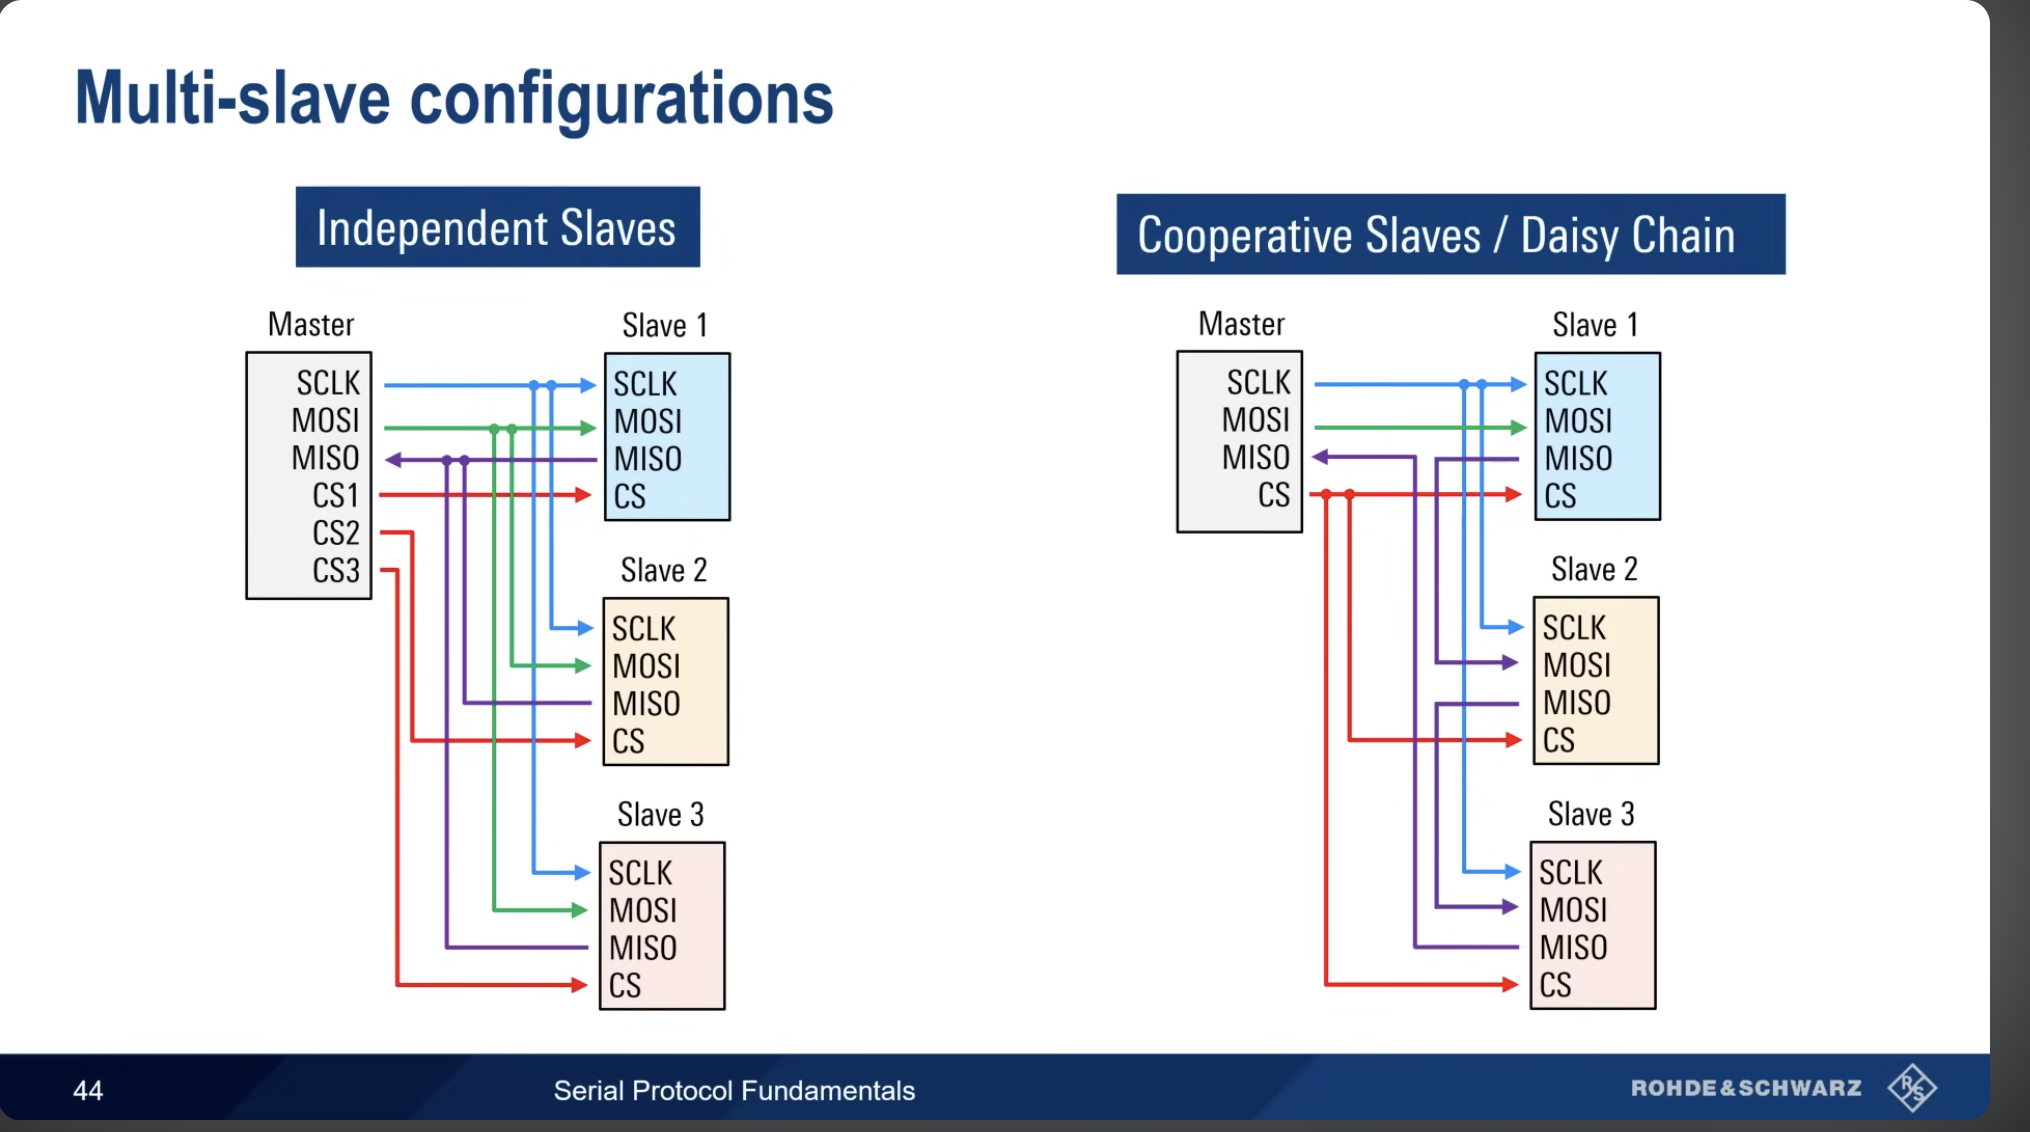 Multi-slave configurations
Independent Slaves
Master
SCLK
MOSI
MISO
CS1
CS2
CS3
Slave 1
SCLK
MOSI
MISO
CS
Slave 2
SCLK
MOSI
MISO
CS
Slave 3
SCLK
MOSI
MISO
CS
Cooperative Slaves / Daisy Chain
Master
SCLK
MOSI
MISO
CS
Slave 1
SCLK
MOSI
MISO
CS
Slave 2
SCLK
MOSI
MISO
CS
Slave 3
SCLK
MOSI
MISO
CS
44
Serial Protocol Fundamentals
ROHDE&SCHWARZ
R
S